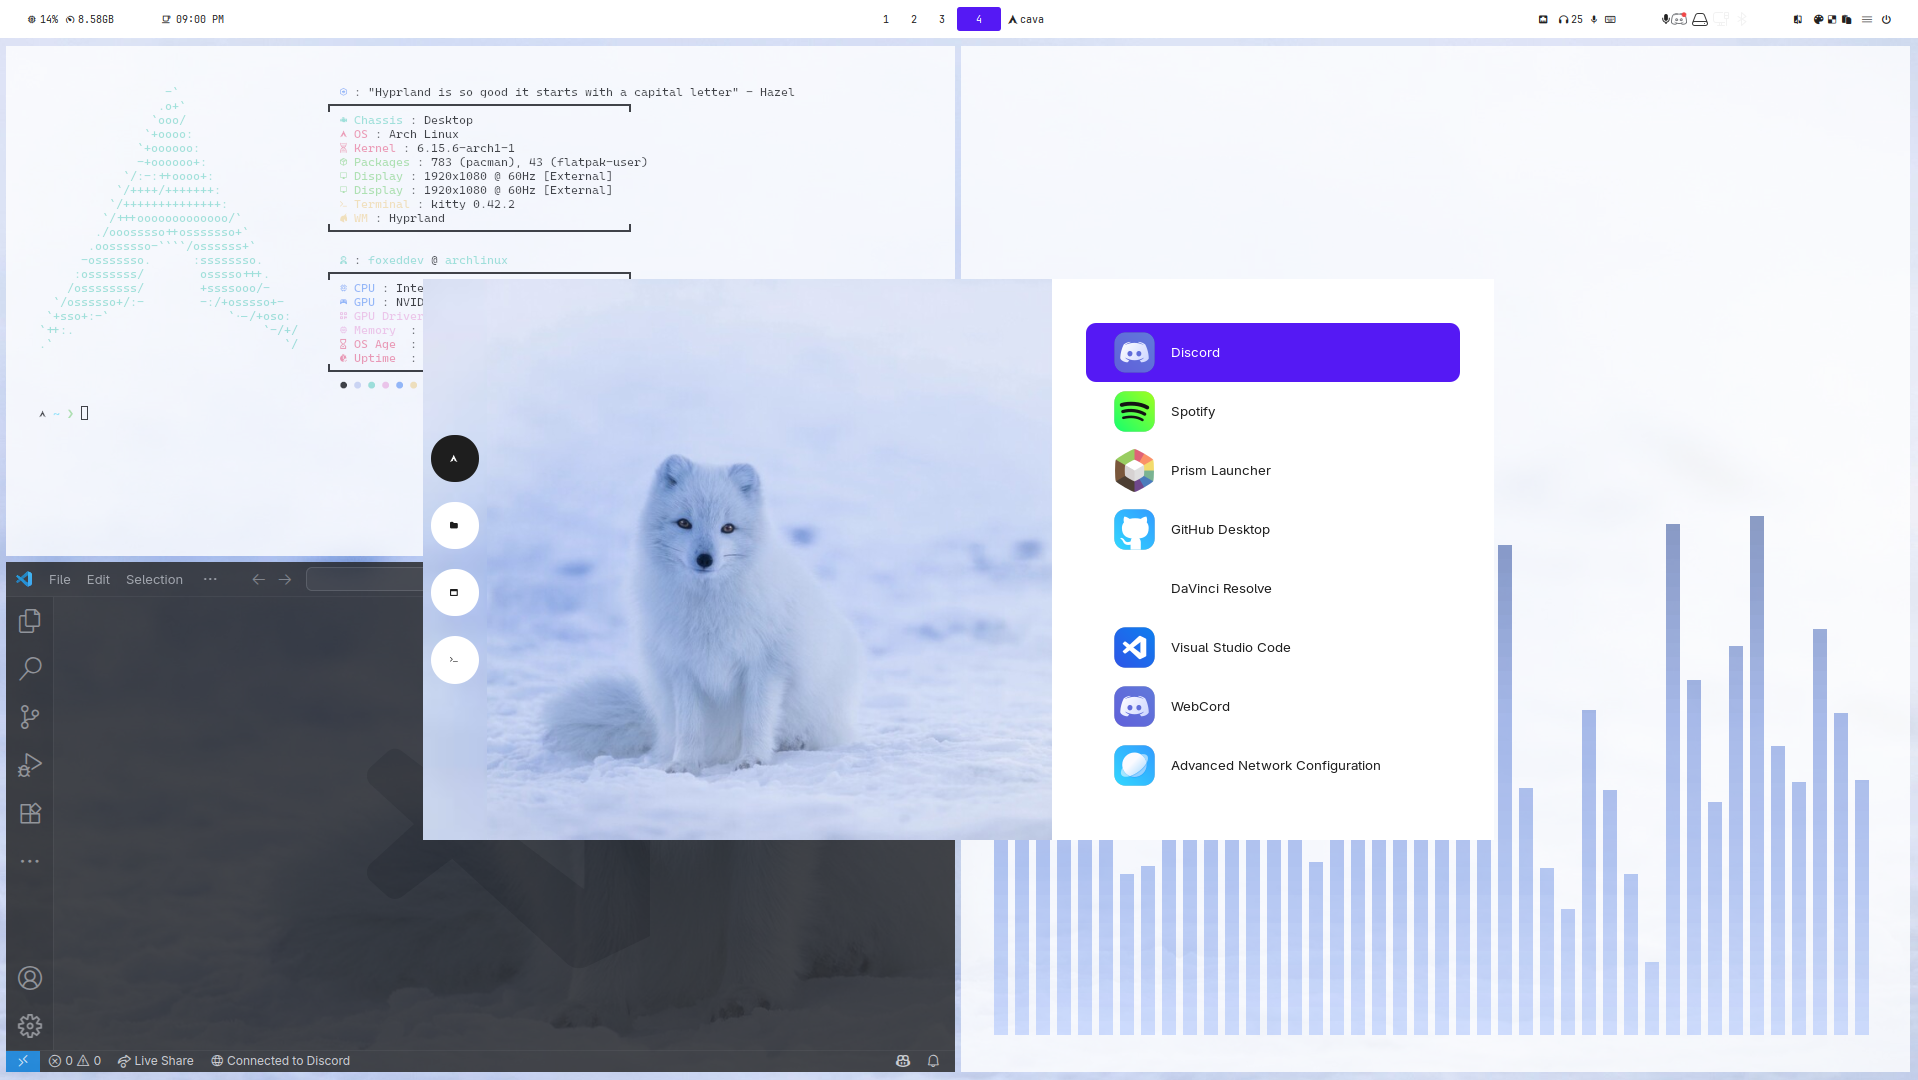 14% 8.58GB 09:00 PM 1 2 3 4 cava 25
: "Hyprland is so good it starts with a capital letter" - Hazel
Chassis : Desktop
OS : Arch Linux
Kernel : 6.15.6-arch1-1
Packages : 783 (pacman), 43 (flatpak-user)
Display : 1920x1080 @ 60Hz [External]
Display : 1920x1080 @ 60Hz [External]
Terminal : kitty 0.42.2
WM : Hyprland
: foxeddev @ archlinux
CPU : Inte
GPU : NVID
GPU Driver
Memory :
OS Age :
Uptime :
~ ❯
File Edit Selection ···
0 0 Live Share Connected to Discord
Discord
Spotify
Prism Launcher
GitHub Desktop
DaVinci Resolve
Visual Studio Code
WebCord
Advanced Network Configuration